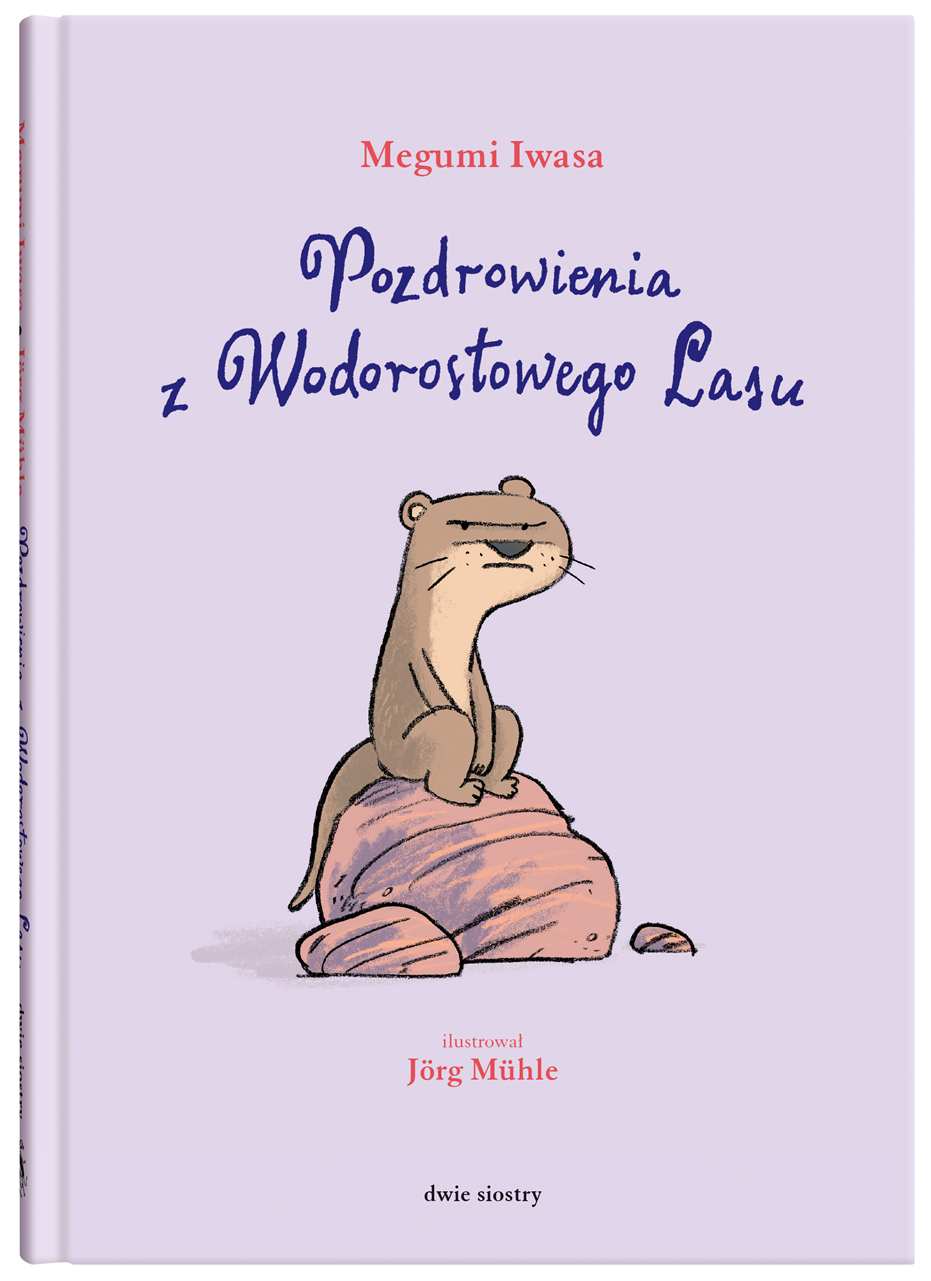 Megumi Iwasa
Pozdrowienia
z Wodorostowego Lasu
ilustrował
Jörg Mühle
dwie siostry